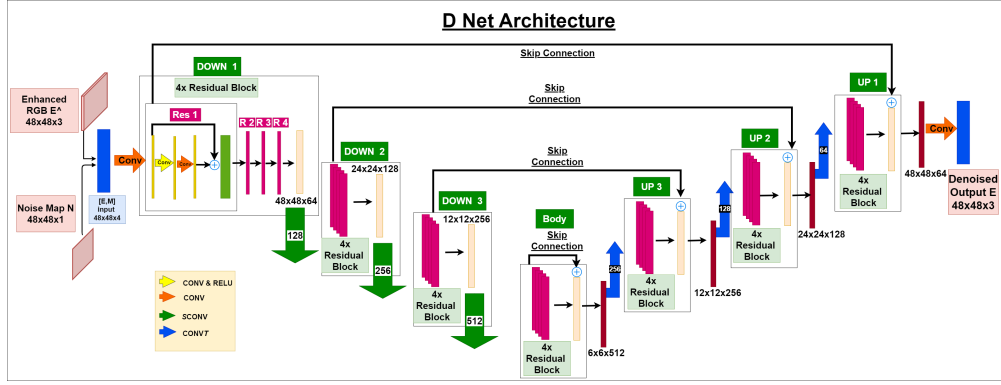 D Net Architecture
Skip Connection
DOWN 1
4x Residual Block
UP 1
Enhanced
RGB E^
48x48x3
Res 1
R 2
R 3
R 4
Skip
Connection
UP 2
64
Conv
Conv
Conv
Conv
DOWN 2
24x24x128
Skip
Connection
UP 3
128
4x
Residual
Block
48x48x64
Denoised
Output E
48x48x3
Noise Map N
48x48x1
[E,M]
input
48x48x4
48x48x64
DOWN 3
12x12x256
Body
Skip
Connection
256
4x
Residual
Block
24x24x128
128
4x
Residual
Block
256
4x
Residual
Block
12x12x256
CONV & RELU
CONV
SCONV
CONVT
4x
Residual
Block
512
4x
Residual
Block
6x6x512